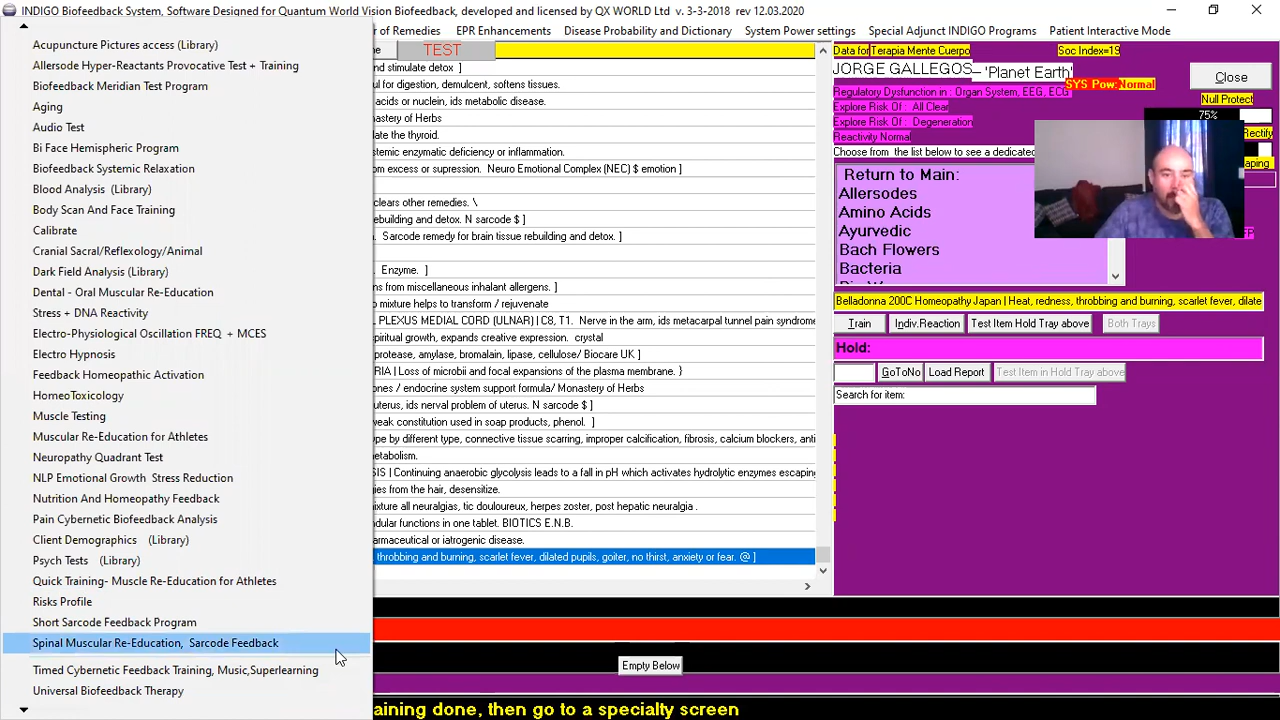 INDIGO Biofeedback System, Software Designed for Quantum World Vision Biofeedback, developed and licensed by QX WORLD Ltd v. 3-3-2018 rev 12.03.2020
r of Remedies EPR Enhancements Disease Probability and Dictionary System Power settings Special Adjunct INDIGO Programs Patient Interactive Mode
Acupuncture Pictures access (Library)
Allersode Hyper-Reactants Provocative Test + Training
Biofeedback Meridian Test Program
Aging
Audio Test
Bi Face Hemispheric Program
Biofeedback Systemic Relaxation
Blood Analysis (Library)
Body Scan And Face Training
Calibrate
Cranial Sacral/Reflexology/Animal
Dark Field Analysis (Library)
Dental - Oral Muscular Re-Education
Stress + DNA Reactivity
Electro-Physiological Oscillation FREQ + MCES
Electro Hypnosis
Feedback Homeopathic Activation
HomeoToxicology
Muscle Testing
Muscular Re-Education for Athletes
Neuropathy Quadrant Test
NLP Emotional Growth Stress Reduction
Nutrition And Homeopathy Feedback
Pain Cybernetic Biofeedback Analysis
Client Demographics (Library)
Psych Tests (Library)
Quick Training- Muscle Re-Education for Athletes
Risks Profile
Short Sarcode Feedback Program
Spinal Muscular Re-Education, Sarcode Feedback
Timed Cybernetic Feedback Training, Music,Superlearning
Universal Biofeedback Therapy
ne TEST
nd stimulate detox ]
l for digestion, demulcent, softens tissues.
acids or nuclein, ids metabolic disease.
nastery of Herbs
late the thyroid.
stemic enzymatic deficiency or inflammation.
om excess or supression. Neuro Emotional Complex (NEC) $ emotion ]
clears other remedies. \
ebuilding and detox. N sarcode $ ]
. Sarcode remedy for brain tissue rebuilding and detox. ]
. Enzyme. ]
ns from miscellaneous inhalant allergens. ]
o mixture helps to transform / rejuvenate
L PLEXUS MEDIAL CORD (ULNAR) | C8, T1. Nerve in the arm, ids metacarpal tunnel pain syndrome
piritual growth, expands creative expression. crystal
protease, amylase, bromalain, lipase, cellulose/ Biocare UK ]
RIA | Loss of microbii and focal expansions of the plasma membrane. }
ones / endocrine system support formula/ Monastery of Herbs
uterus, ids nerval problem of uterus. N sarcode $ ]
weak constitution used in soap products, phenol. ]
ype by different type, connective tissue scarring, improper calcification, fibrosis, calcium blockers, anti
netabolism.
SIS | Continuing anaerobic glycolysis leads to a fall in pH which activates hydrolytic enzymes escaping
gies from the hair, desensitize.
ixture all neuralgias, tic douloureux, herpes zoster, post herpetic neuralgia .
ndular functions in one tablet. BIOTICS E.N.B.
rmaceutical or iatrogenic disease.
throbbing and burning, scarlet fever, dilated pupils, goiter, no thirst, anxiety or fear. @ ]
Empty Below
aining done, then go to a specialty screen
Data for Terapia Mente Cuerpo Soc Index=19
JORGE GALLEGOS – 'Planet Earth'
SYS Pow:Normal
Close
Regulatory Dysfunction in : Organ System, EEG, ECG
Null Protect
Explore Risk Of : All Clear
75%
Explore Risk Of : Degeneration
Rectify
Reactivity Normal
Choose from the list below to see a dedicated
Return to Main:
Allersodes
Amino Acids
Ayurvedic
Bach Flowers
Bacteria
Belladonna 200C Homeopathy Japan | Heat, redness, throbbing and burning, scarlet fever, dilate
Train Indiv.Reaction Test Item Hold Tray above Both Trays
Hold:
GoToNo Load Report Test Item in Hold Tray above
Search for item: